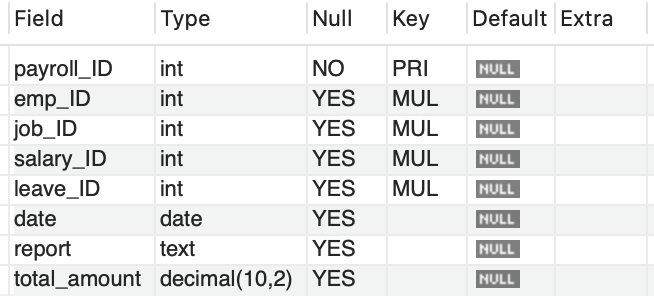 Field Type Null Key Default Extra
payroll_ID int NO PRI NULL
emp_ID int YES MUL NULL
job_ID int YES MUL NULL
salary_ID int YES MUL NULL
leave_ID int YES MUL NULL
date date YES NULL
report text YES NULL
total_amount decimal(10,2) YES NULL